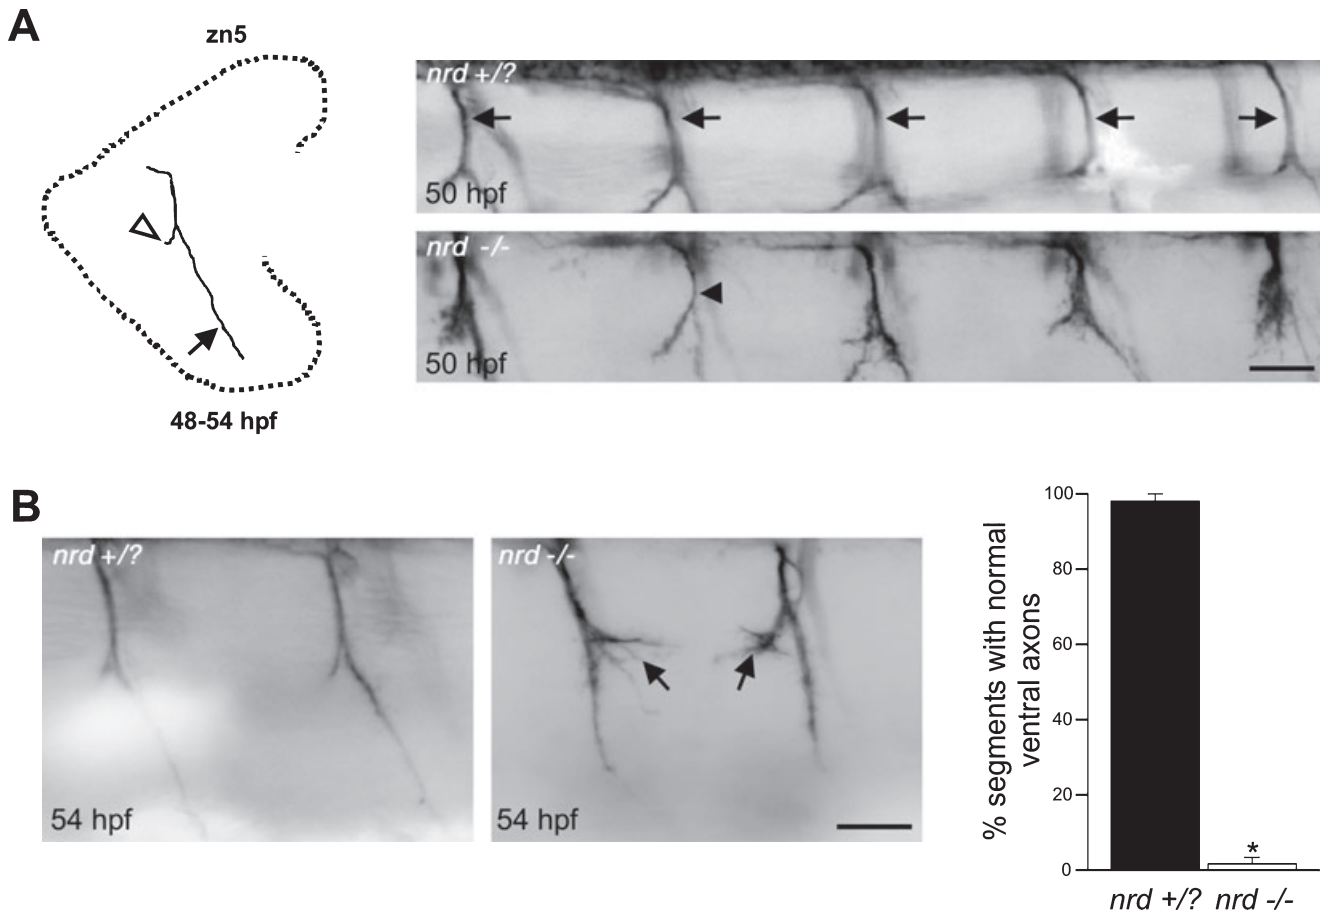 A
zn5
48-54 hpf
nrd +/?
50 hpf
nrd -/-
50 hpf
B
nrd +/?
54 hpf
nrd -/-
54 hpf
% segments with normal
ventral axons
100
80
60
40
20
0
*
nrd +/? nrd -/-